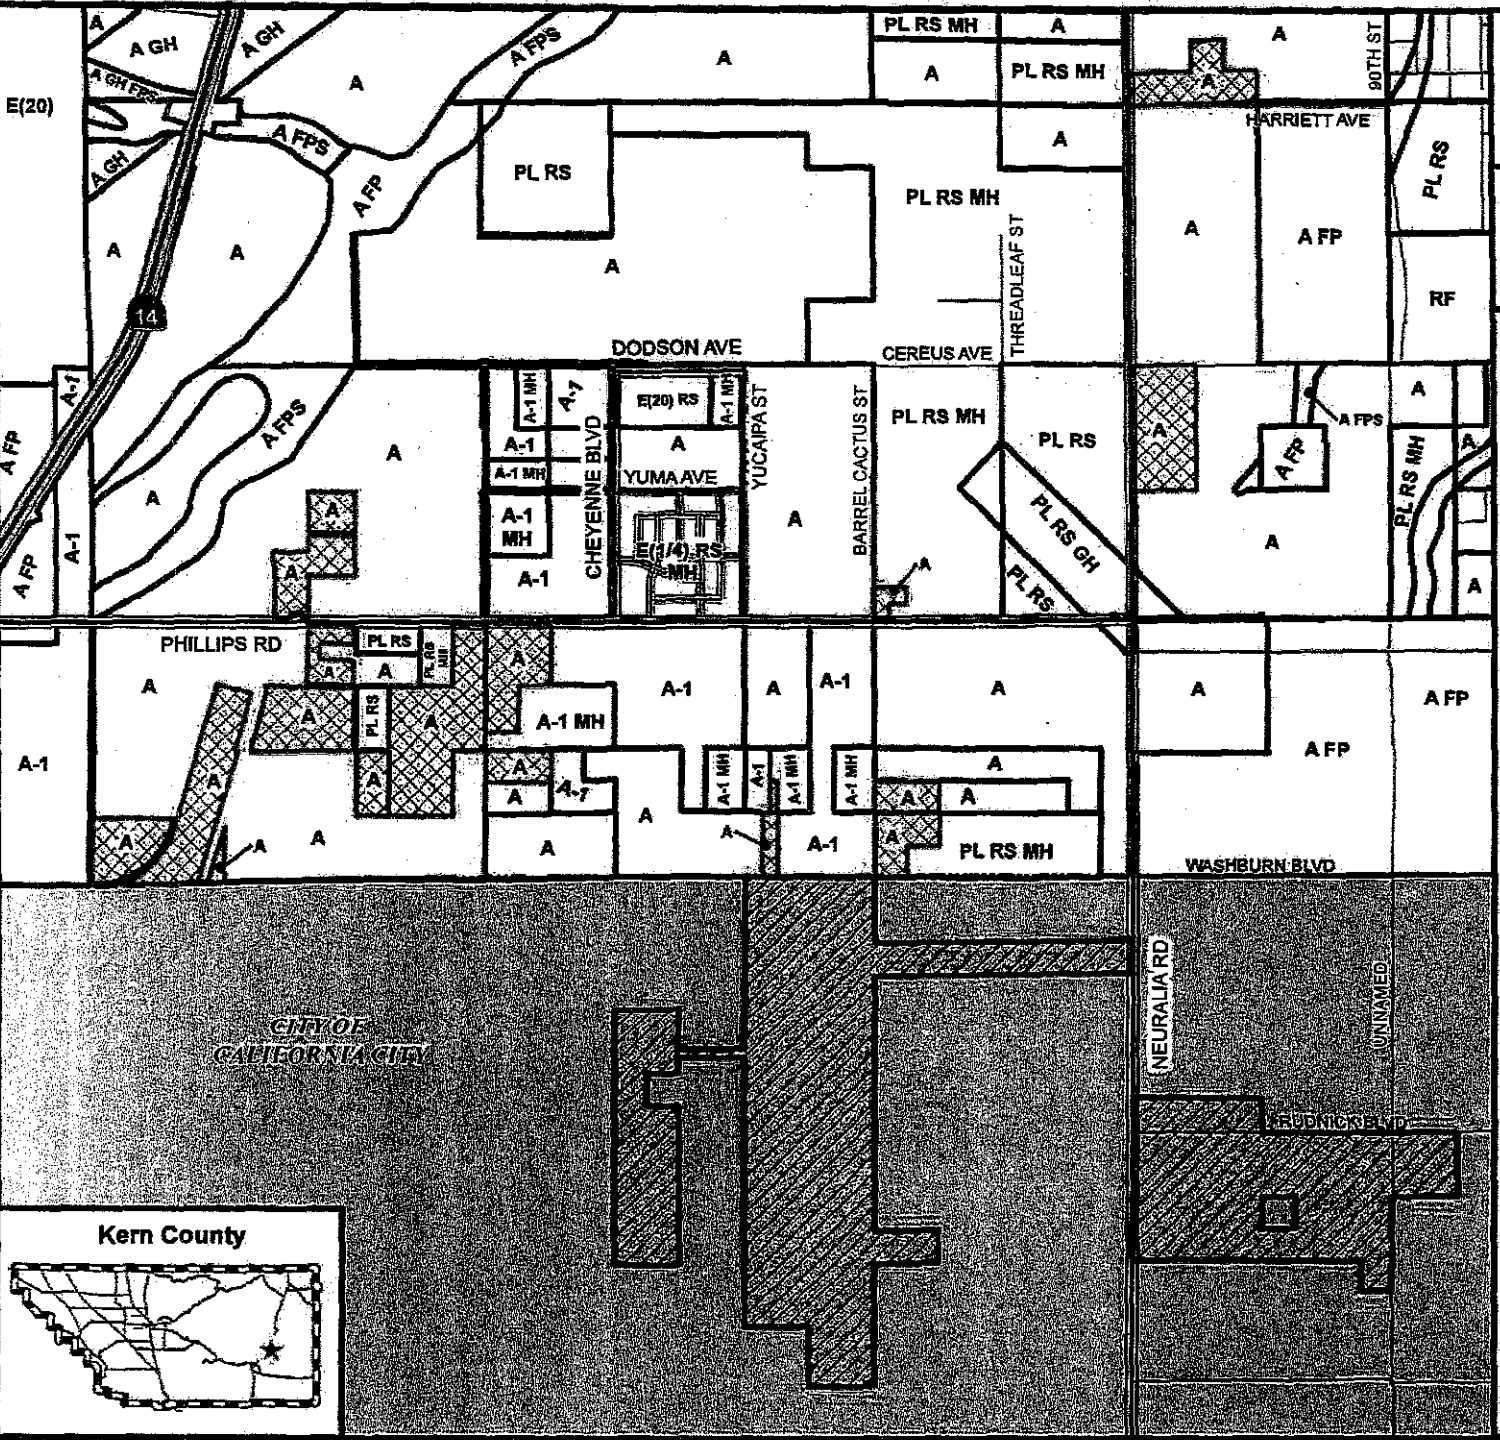 A
A GH
A GH
A GH FPS
E(20)
A FPS
A GH
A
A FPS
A
PL RS MH
A
A
PL RS MH
A
A
A
90TH ST
HARRIETT AVE
A FP
PL RS
PL RS MH
A
PL RS
A
A
A
THREADLEAF ST
A
A FP
RF
14
DODSON AVE
CEREUS AVE
A-1
A FP
A FPS
A
A-1 MH
A-1
CHEYENNE BLVD
E(20) RS
A-1 MH
YUCAIPA ST
BARREL CACTUS ST
PL RS MH
PL RS
A
A FPS
A
A
A FP
PL RS MH
A-1
A-1 MH
A
YUMA AVE
A
A
A-1
MH
A
PL RS GH
A
A-1
A FP
A
A-1
E(1/4) RS
MH
A
PL RS
A
PHILLIPS RD
PL RS
PL RS
MH
A
A
A
A
PL RS
A
A
A
A-1 MH
A-1
A
A-1
A
A
A FP
A FP
A-1
A
A
A
A
A-1
A-1 MH
A-1
A-1 MH
A-1 MH
A
A
A
A
A
A
A
A
A
A-1
A
PL RS MH
WASHBURN BLVD
CITY OF
CALIFORNIA CITY
NEURALIA RD
UNNAMED
RUDNICK BLVD
Kern County